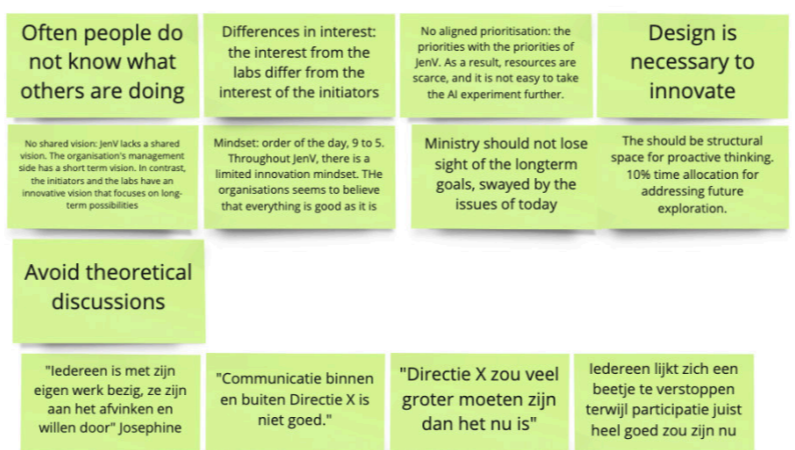 Often people do
not know what
others are doing
Differences in interest:
the interest from the
labs differ from the
interest of the initiators
No aligned prioritisation: the
priorities with the priorities of
JenV. As a result, resources are
scarce, and it is not easy to take
the AI experiment further.
Design is
necessary to
innovate
No shared vision: JenV lacks a shared
vision. The organisation's management
side has a short term vision. In contrast,
the initiators and the labs have an
innovative vision that focuses on long-
term possibilities
Mindset: order of the day, 9 to 5.
Throughout JenV, there is a
limited innovation mindset. THe
organisations seems to believe
that everything is good as it is
Ministry should not lose
sight of the longterm
goals, swayed by the
issues of today
The should be structural
space for proactive thinking.
10% time allocation for
addressing future
exploration.
Avoid theoretical
discussions
"Iedereen is met zijn
eigen werk bezig, ze zijn
aan het afvinken en
willen door" Josephine
"Communicatie binnen
en buiten Directie X is
niet goed."
"Directie X zou veel
groter moeten zijn
dan het nu is"
Iedereen lijkt zich een
beetje te verstoppen
terwijl participatie juist
heel goed zou zijn nu